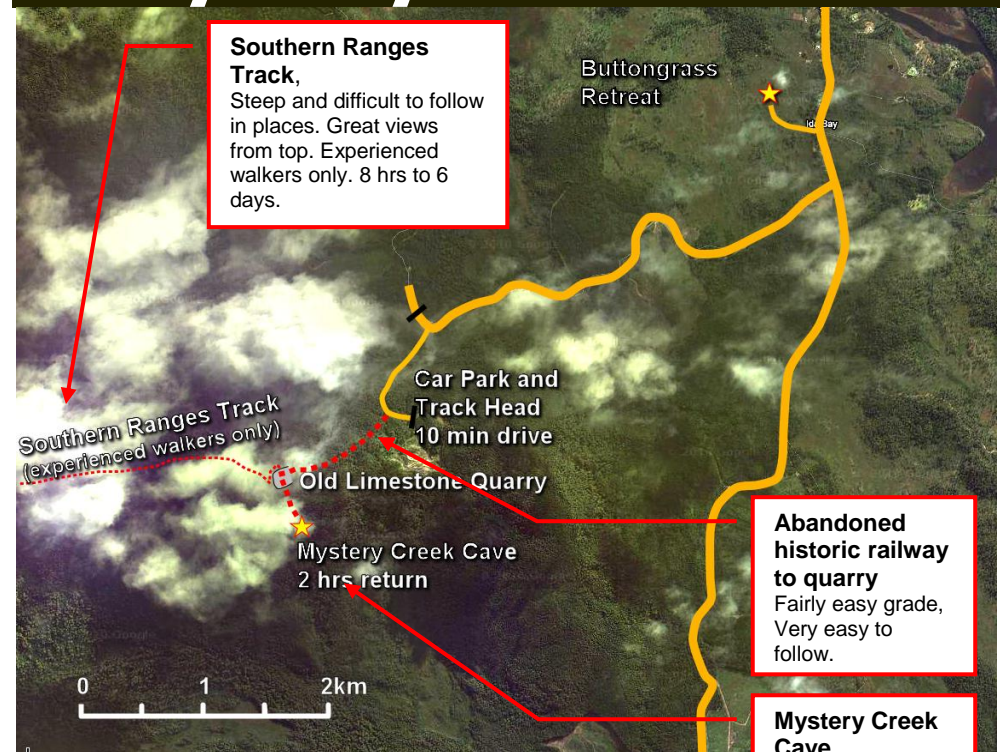 Southern Ranges
Track,
Steep and difficult to follow
in places. Great views
from top. Experienced
walkers only. 8 hrs to 6
days.
Buttongrass
Retreat
Ida Bay
© 2010 Google
Car Park and
Track Head
10 min drive
Southern Ranges Track
(experienced walkers only)
Old Limestone Quarry
Mystery Creek Cave
2 hrs return
Abandoned
historic railway
to quarry
Fairly easy grade,
Very easy to
follow.
0 1 2km
Mystery Creek
Cave